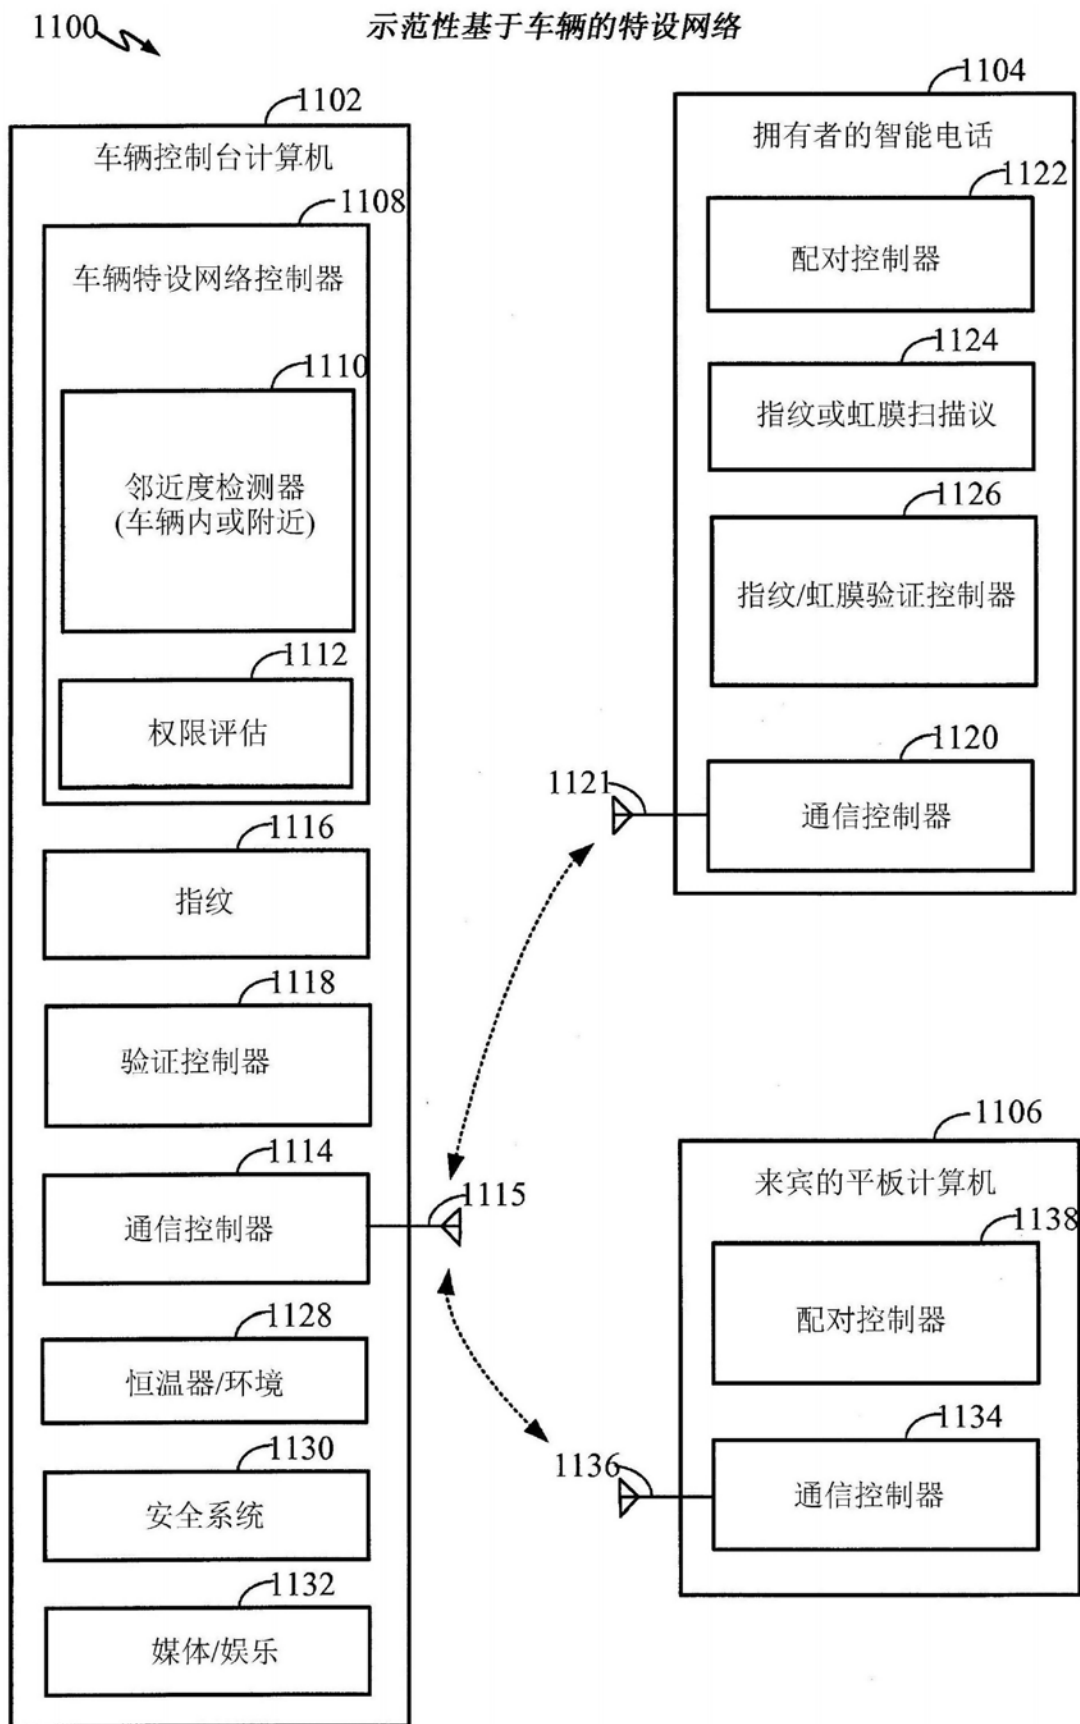 1100
示范性基于车辆的特设网络
1102
车辆控制台计算机
1108
车辆特设网络控制器
1110
邻近度检测器
(车辆内或附近)
1112
权限评估
1116
指纹
1118
验证控制器
1114
通信控制器
1115
1128
恒温器/环境
1130
安全系统
1132
媒体/娱乐
1104
拥有者的智能电话
1122
配对控制器
1124
指纹或虹膜扫描议
1126
指纹/虹膜验证控制器
1120
通信控制器
1121
1106
来宾的平板计算机
1138
配对控制器
1134
通信控制器
1136